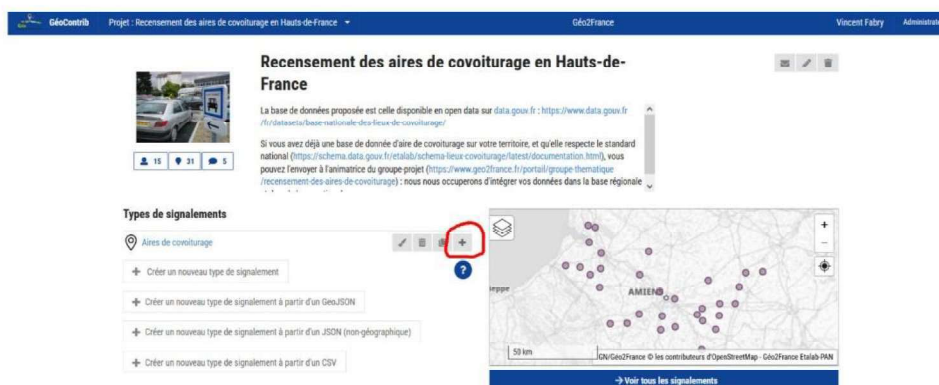 GéoContrib Projet : Recensement des aires de covoiturage en Hauts-de-France Géo2France Vincent Fabry Administrat
Recensement des aires de covoiturage en Hauts-de-
France
La base de données proposée est celle disponible en open data sur data.gouv.fr : https://www.data.gouv.fr
/fr/datasets/base-nationale-des-lieux-de-covoiturage/
Si vous avez déjà une base de donnée d'aire de covoiturage sur votre territoire, et qu'elle respecte le standard
national (https://schema.data.gouv.fr/etalab/schema-lieux-covoiturage/latest/documentation.html), vous
pouvez l'envoyer à l'animatrice du groupe-projet (https://www.geo2france.fr/portail/groupe-thematique
/recensement-des-aires-de-covoiturage) : nous nous occuperons d'intégrer vos données dans la base régionale
15 31 5
Types de signalements
Aires de covoiturage
+ Créer un nouveau type de signalement
?
+ Créer un nouveau type de signalement à partir d'un GeoJSON
+ Créer un nouveau type de signalement à partir d'un JSON (non-géographique)
+ Créer un nouveau type de signalement à partir d'un CSV
+
−
ieppe
AMIENS
50 km
IGN/Géo2France © les contributeurs d'OpenStreetMap - Géo2France Etalab-PAN
→ Voir tous les signalements